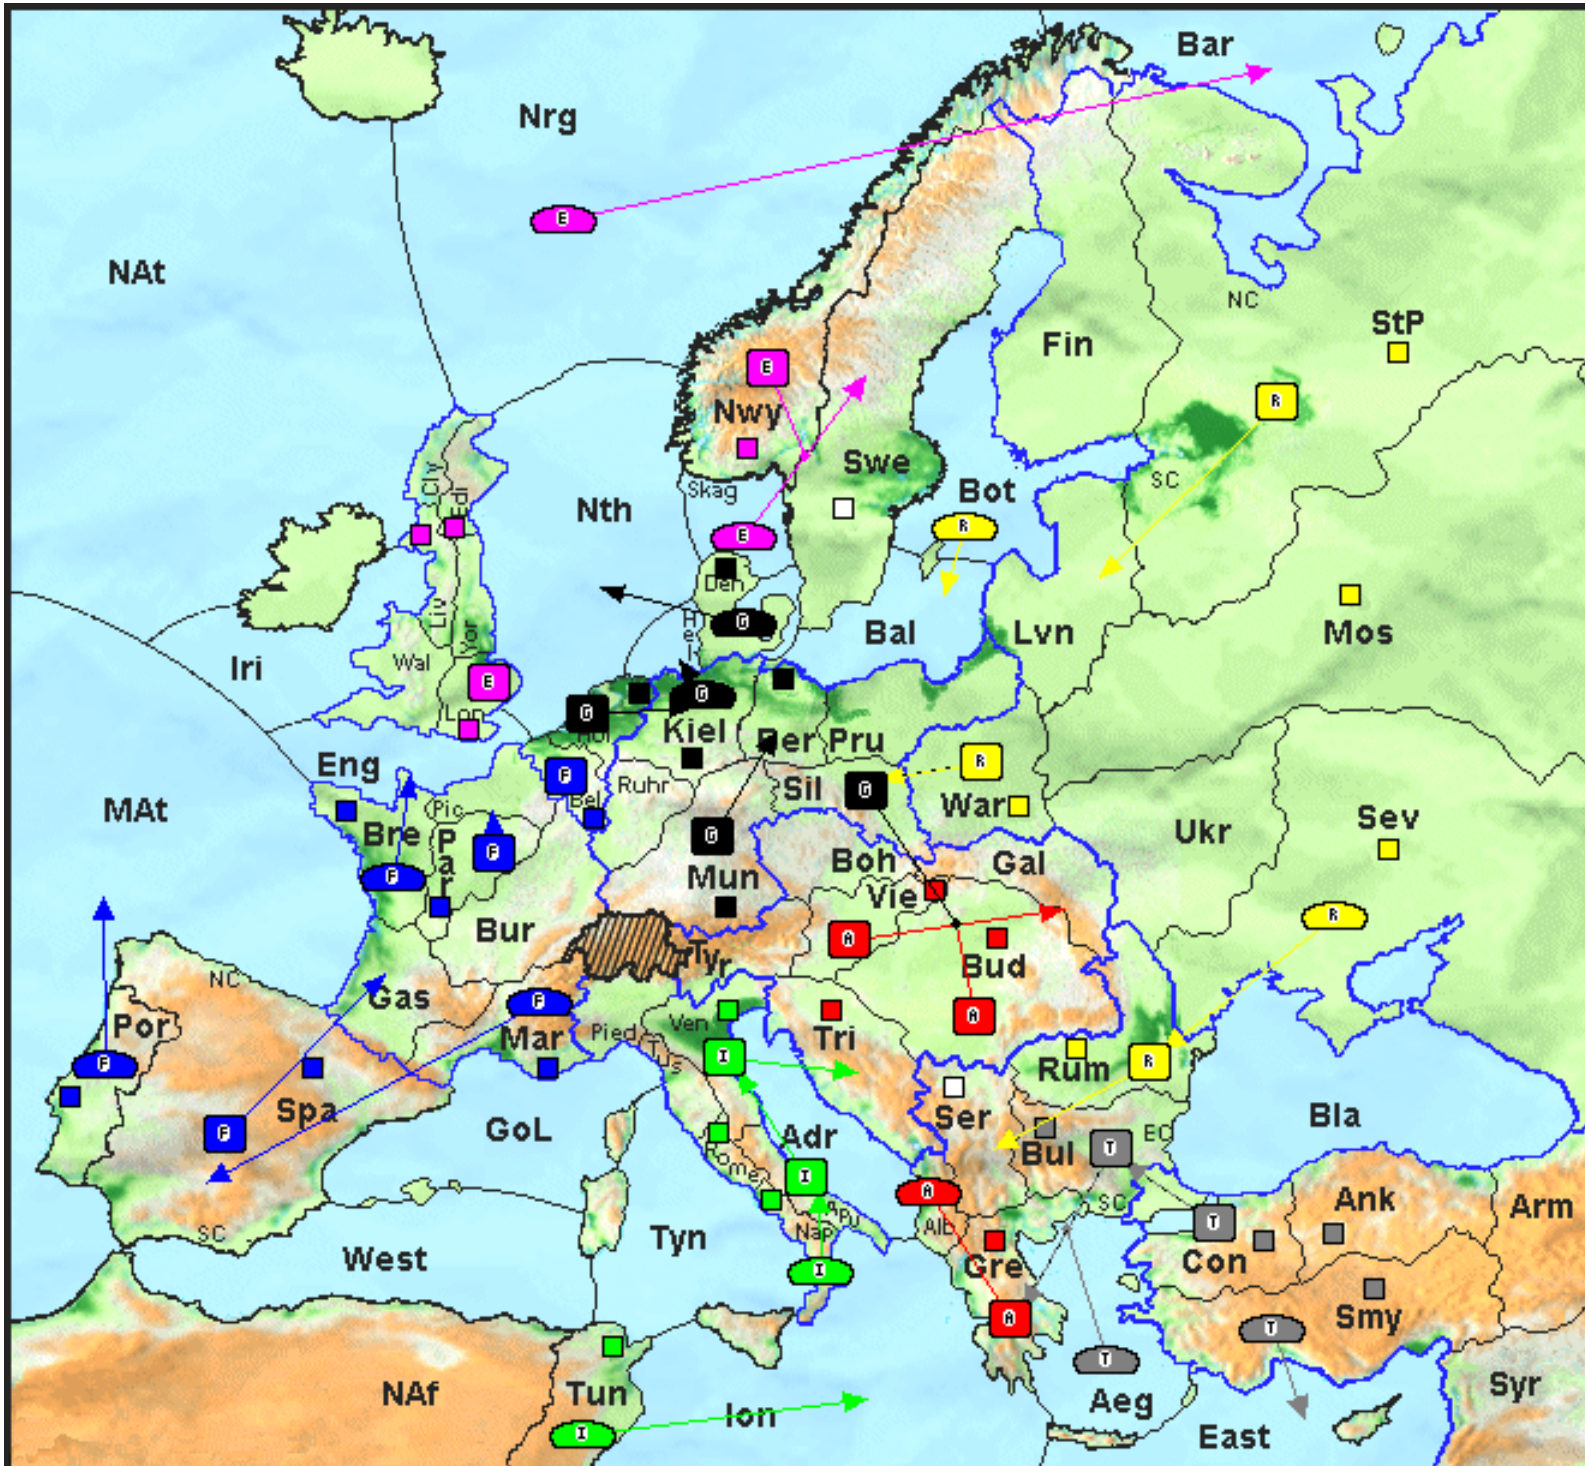 Bar
Nrg
E
NAt
NC
StP
Fin
E
R
Nwy
Swe
ClY
Edi
SC
Skag
Bot
Nth
R
E
Den
Liv
Yor
Hel
G
Bal
Lvn
Mos
Iri
Wal
E
G
G
Lon
Hol
Kiel
Ber
Pru
Eng
F
Ruhr
Sil
G
R
War
MAt
Pic
Bel
Bre
Par
F
G
Boh
Gal
Ukr
Sev
F
Mun
Vie
R
Bur
A
Tyr
Bud
NC
Gas
F
A
Por
Mar
Pied
Ven
Tri
F
Tus
I
Rum
R
Spa
Ser
F
GoL
Adr
Bul
EC
Bla
T
Rome
I
A
Ank
Arm
SC
Apu
SC
T
Tyn
Nap
Alb
Con
West
I
Gre
A
Smy
T
T
NAf
Tun
Ion
Aeg
Syr
I
East